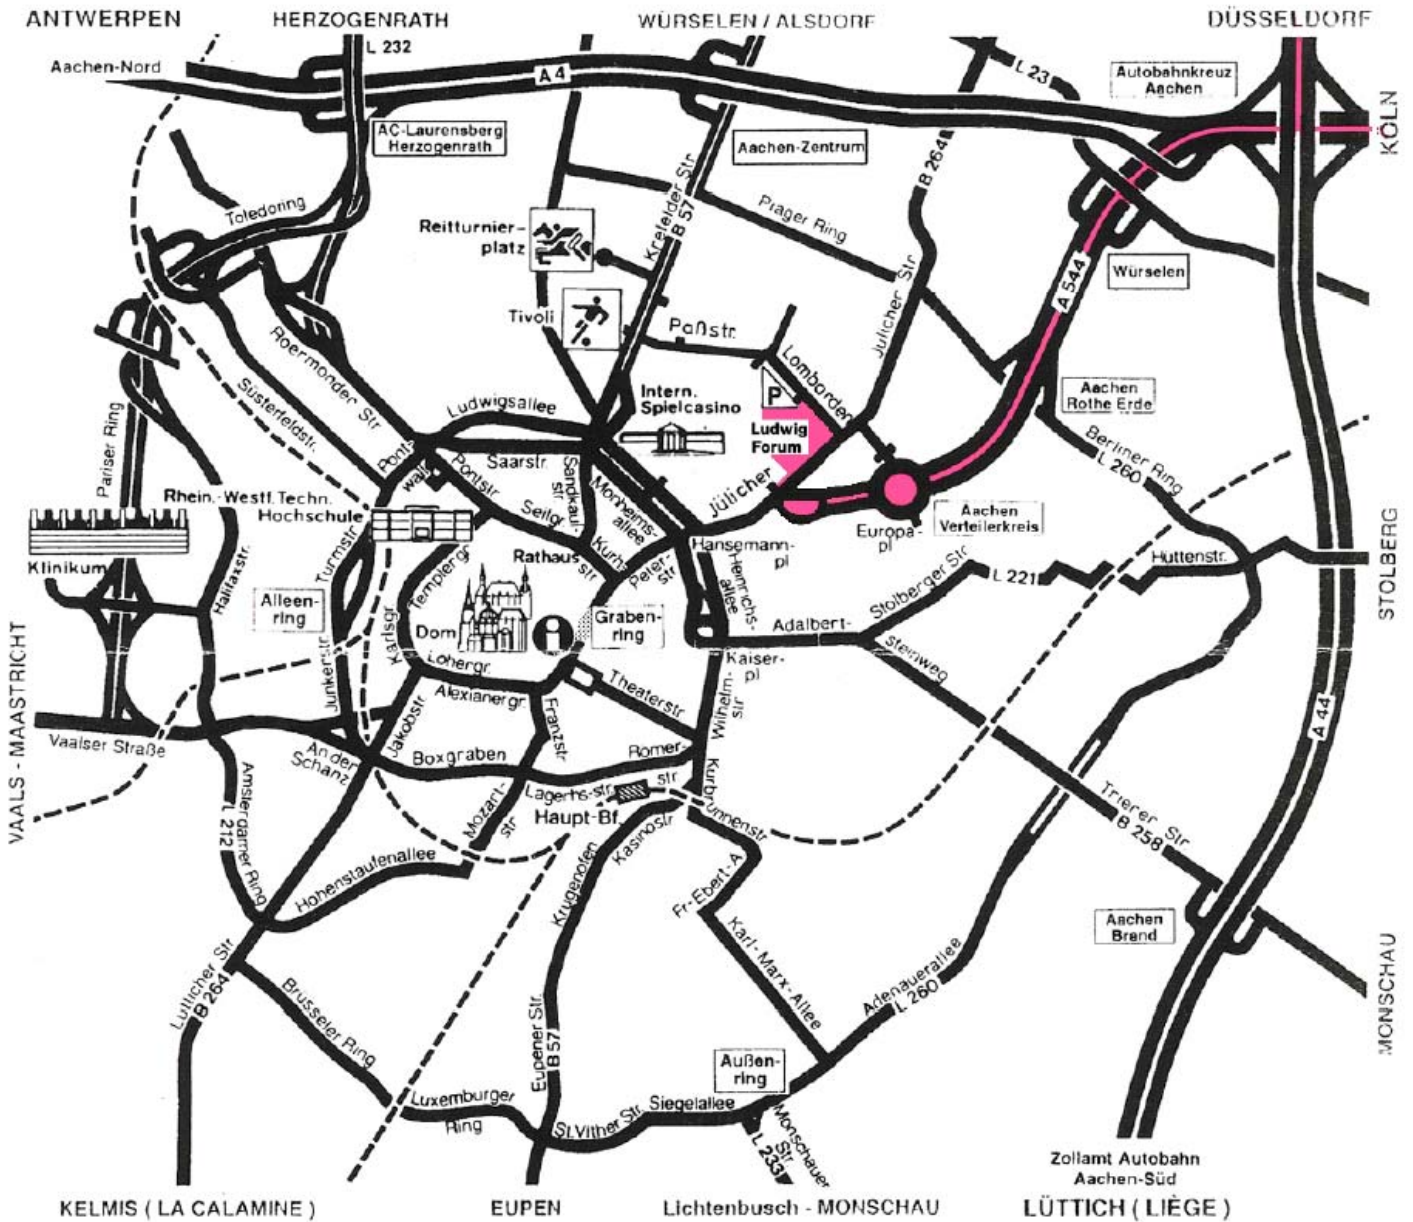 ANTWERPEN
HERZOGENRATH
WÜRSELEN / ALSDORF
DÜSSELDORF
L 232
Aachen-Nord
A 4
L 23
Autobahnkreuz
Aachen
KÖLN
AC-Laurensberg
Herzogenrath
Aachen-Zentrum
B 264
Toledoring
Reitturnier-
platz
Krefelder Str
B 57
Prager Ring
Würselen
A 544
Tivoli
Paßstr.
Jülicher Str
Roermonder Str
Lombarden
Intern.
Spielcasino
P
Aachen
Rothe Erde
Süsterfeldstr.
Ludwigsallee
Ludwig
Forum
Pariser Ring
Pont-
wall
Pontstr
Saarstr.
Sandkaul-
str
Monheims-
allee
Jülicher
Berliner Ring
L 260
Rhein.-Westf. Techn.
Hochschule
Seilgr.
Europa-
pl
Aachen
Verteilerkreis
STOLBERG
Klinikum
Halifaxstr.
Turmstr
Templergr
Rathaus
Kurh
str
Peter-
str
Hansemann-
pl
Heinrichs-
allee
Stolberger Str
L 221
Hüttenstr.
Alleen-
ring
Karlsgr
Dom
Graben-
ring
Adalbert-
steinweg
Kaiser-
pl
VAALS - MAASTRICHT
Junkerstr
Lohergr.
Alexianergr.
Theaterstr
Wilhelm-
str
Vaalser Straße
An der
Schanz
Jakobstr.
Franzstr
Boxgraben
Römer-
str
A 44
Amstergamer Ring
L 212
Mozart-
str
Lagerhs-str.
Haupt-Bf.
Kurbrunnenstr
Kasinostr
Trierer Str
B 258
Hohenstaufenallee
Krugenofen
Fr-Ebert-A
Karl-Marx-Allee
Aachen
Brand
MONSCHAU
Lütticher Str
B 264
Brüsseler Ring
Adenauerallee
L 260
Eupener Str.
B 57
Außen-
ring
Luxemburger
Ring
St.Vither Str.
Siegelallee
Monschauer
Str
L 233
Zollamt Autobahn
Aachen-Süd
KELMIS ( LA CALAMINE )
EUPEN
Lichtenbusch - MONSCHAU
LÜTTICH ( LIÈGE )